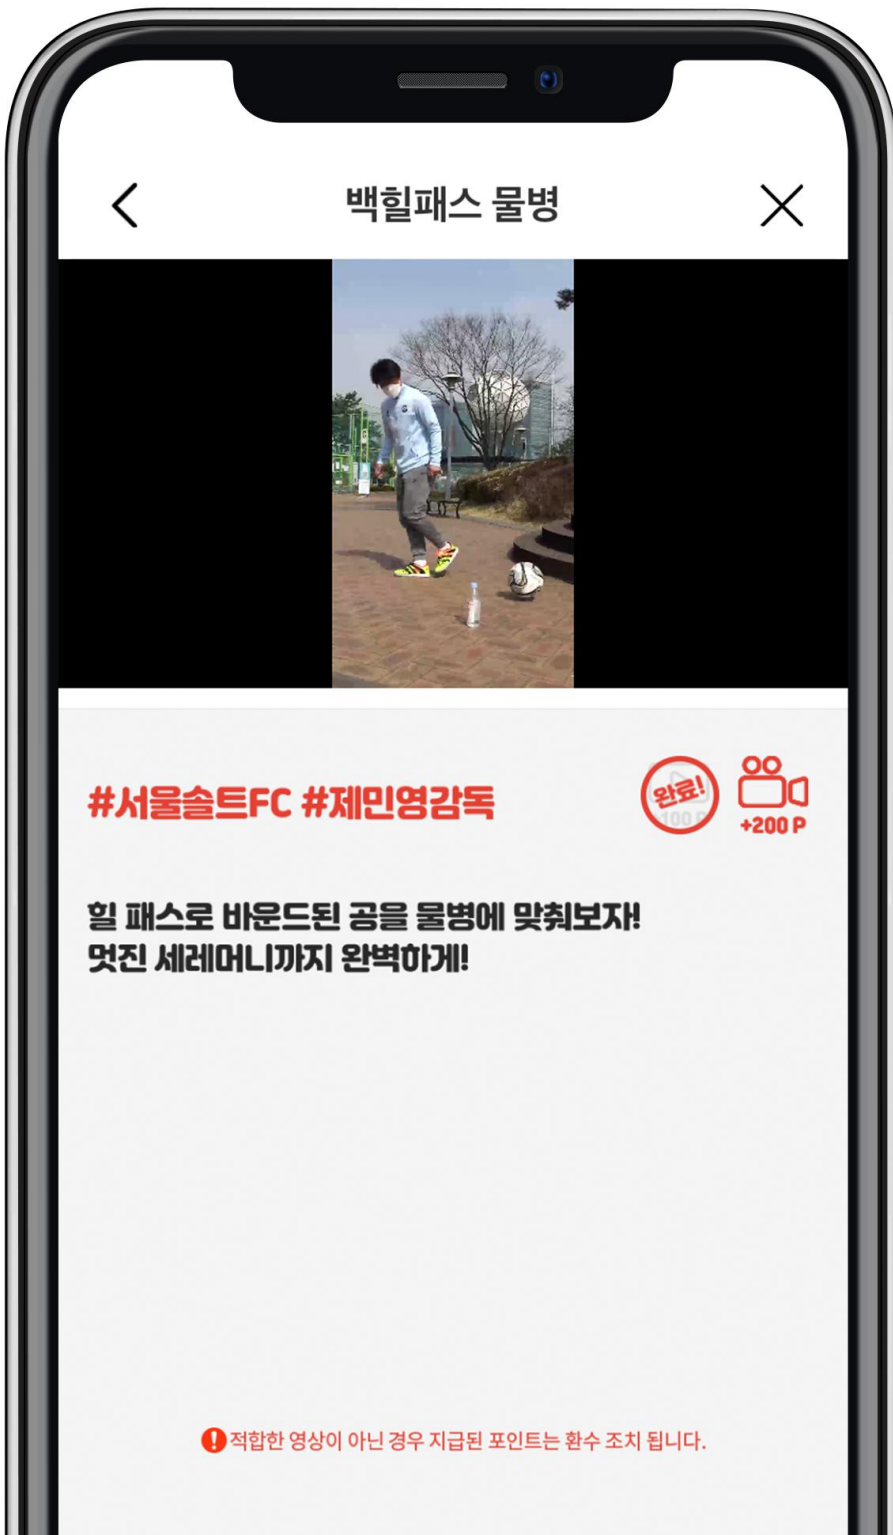 백힐패스 물병
#서울솔트FC #제민영감독
완료!
100 P
+200 P
힐 패스로 바운드된 공을 물병에 맞춰보자!
멋진 세레머니까지 완벽하게!
적합한 영상이 아닌 경우 지급된 포인트는 환수 조치 됩니다.